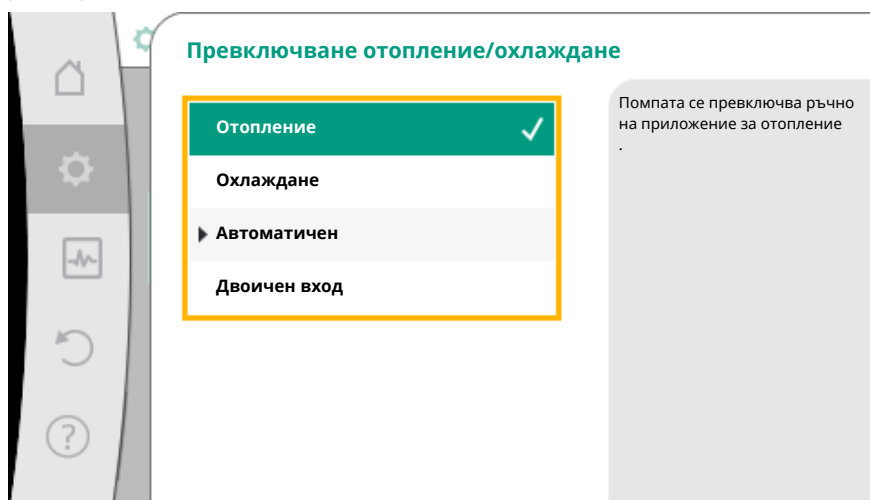 Превключване отопление/охлаждане
Отопление
Охлаждане
Автоматичен
Двоичен вход
Помпата се превключва ръчно
на приложение за отопление
.